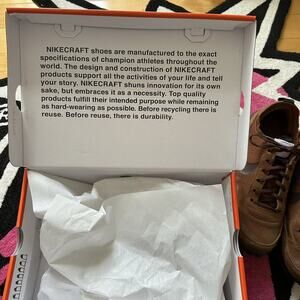 NIKECRAFT shoes are manufactured to the exact
specifications of champion athletes throughout the
world. The design and construction of NIKECRAFT
products support all the activities of your life and tell
your story. NIKECRAFT shuns innovation for its own
sake, but embraces it as a necessity. Top quality
products fulfill their intended purpose while remaining
as hard-wearing as possible. Before recycling there is
reuse. Before reuse, there is durability.